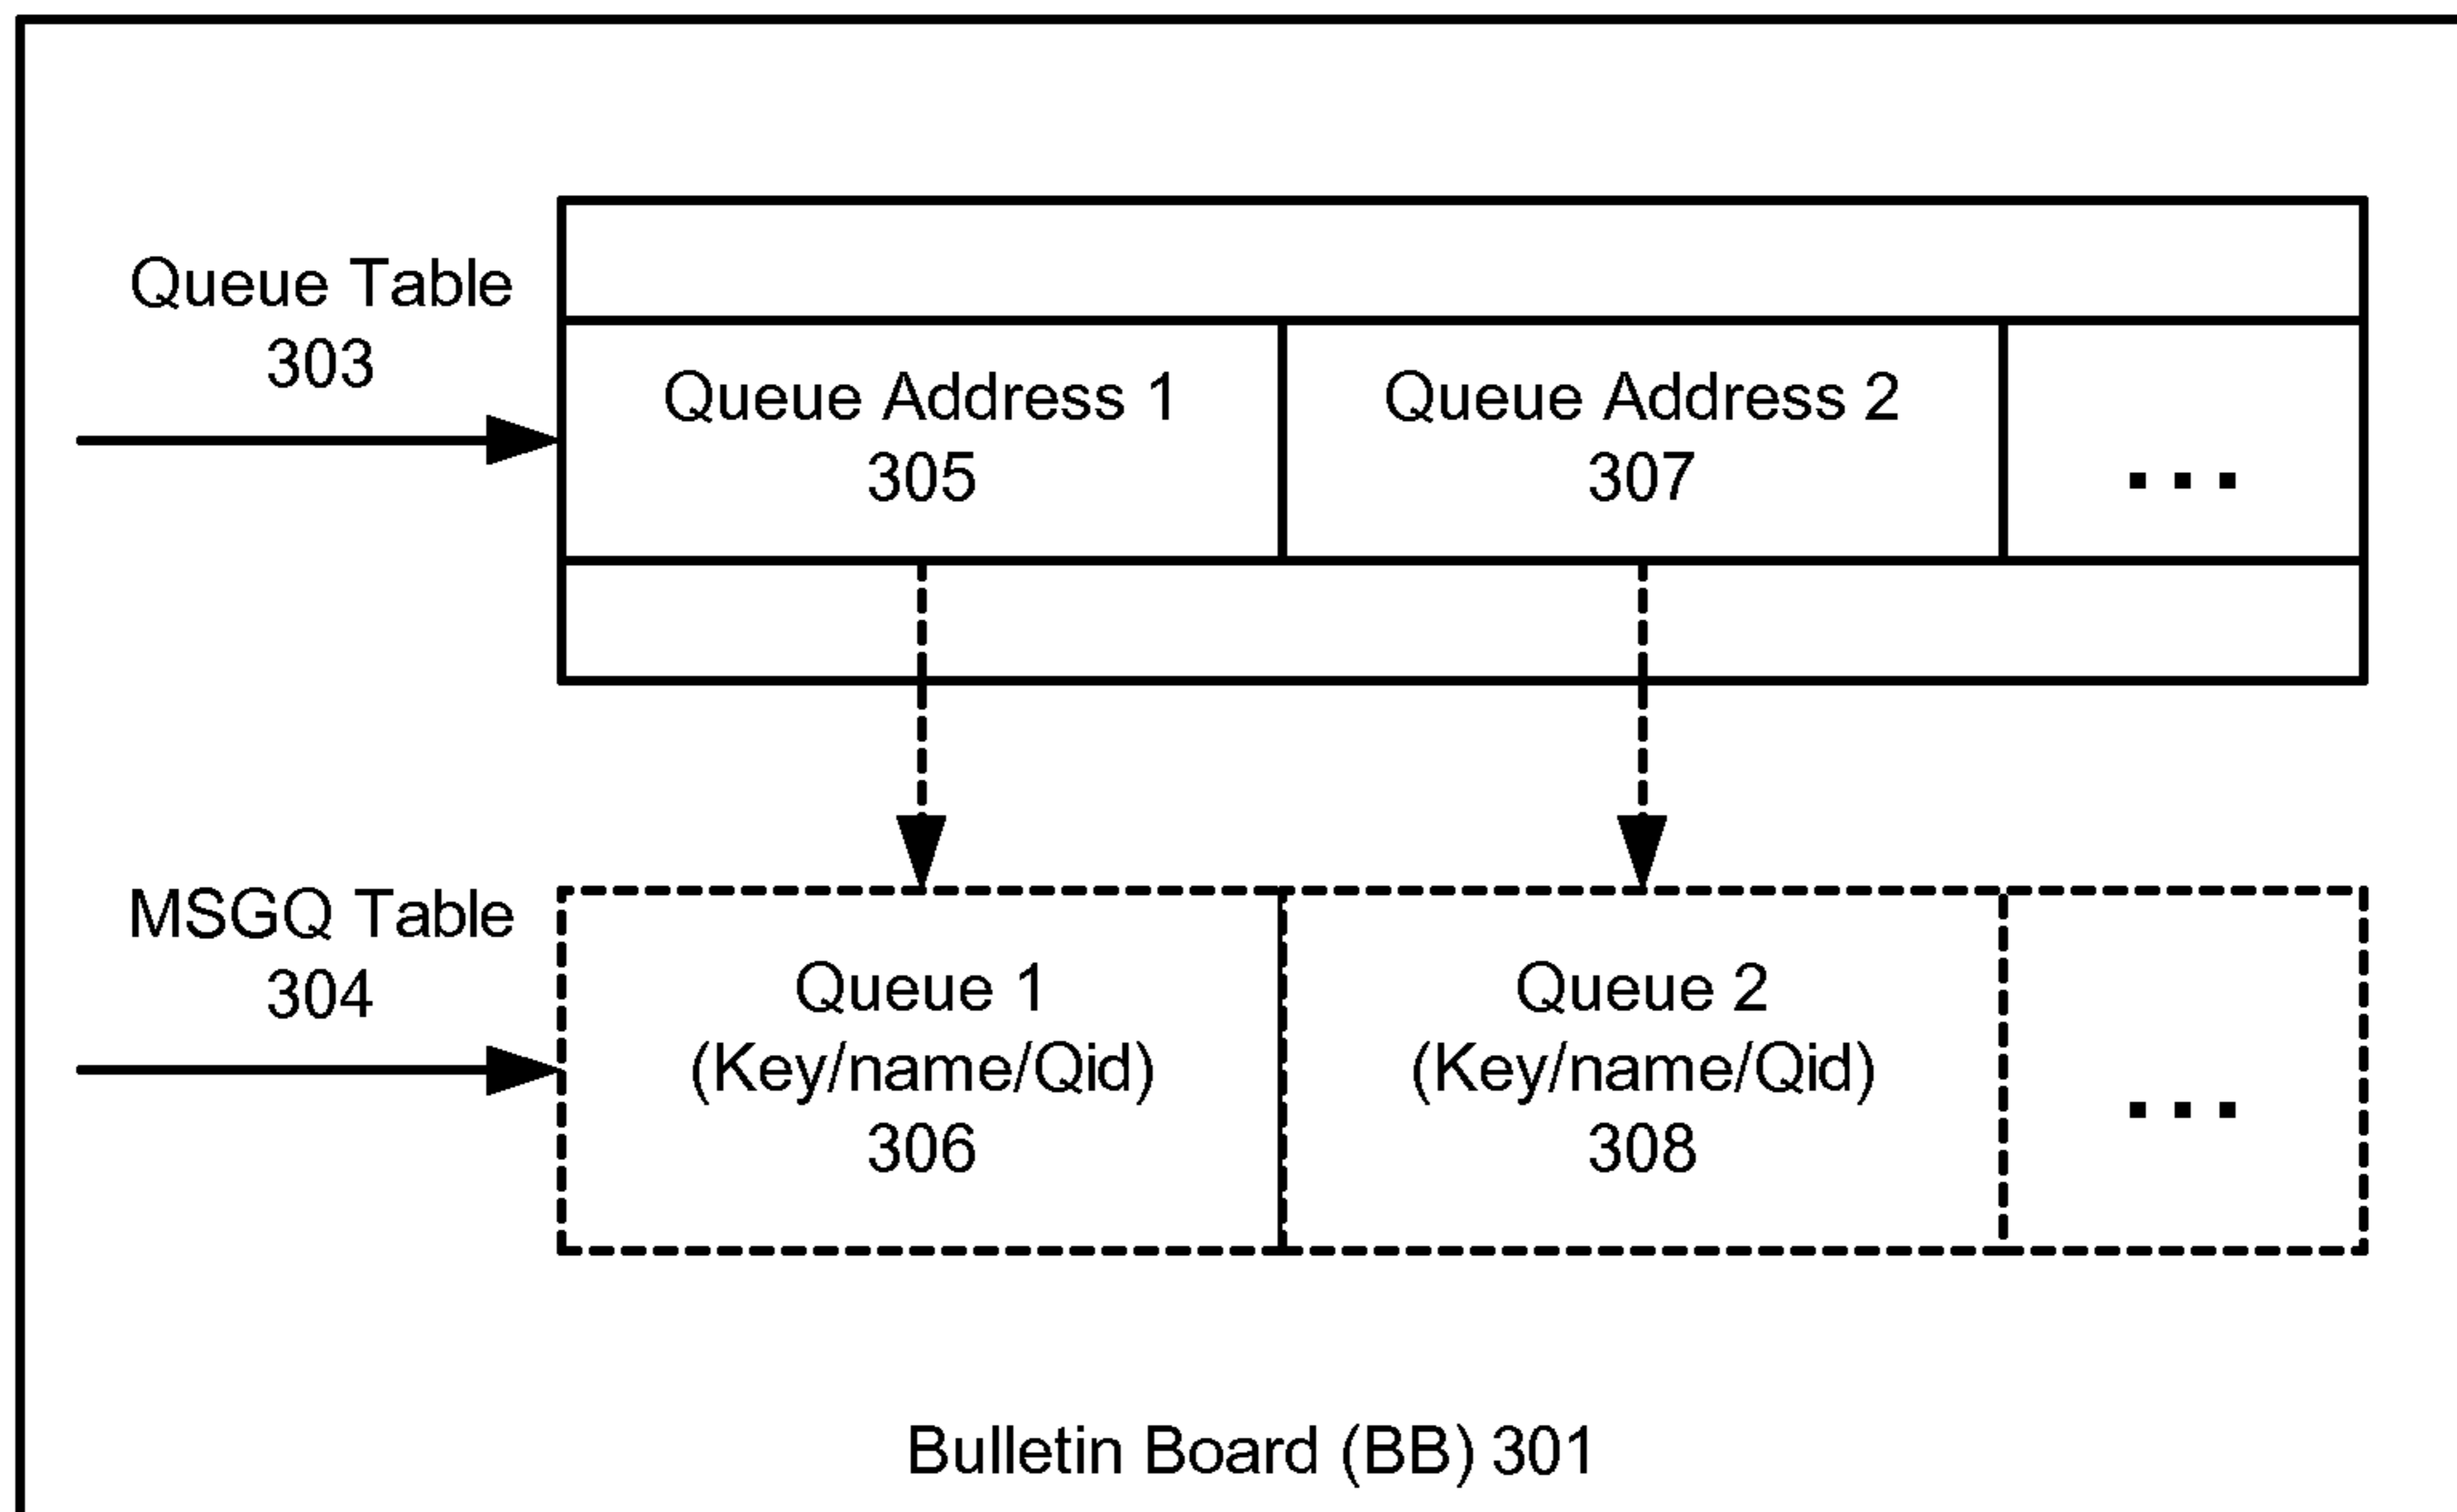 Queue Table
303
Queue Address 1
305
Queue Address 2
307
...
MSGQ Table
304
Queue 1
(Key/name/Qid)
306
Queue 2
(Key/name/Qid)
308
...
Bulletin Board (BB) 301